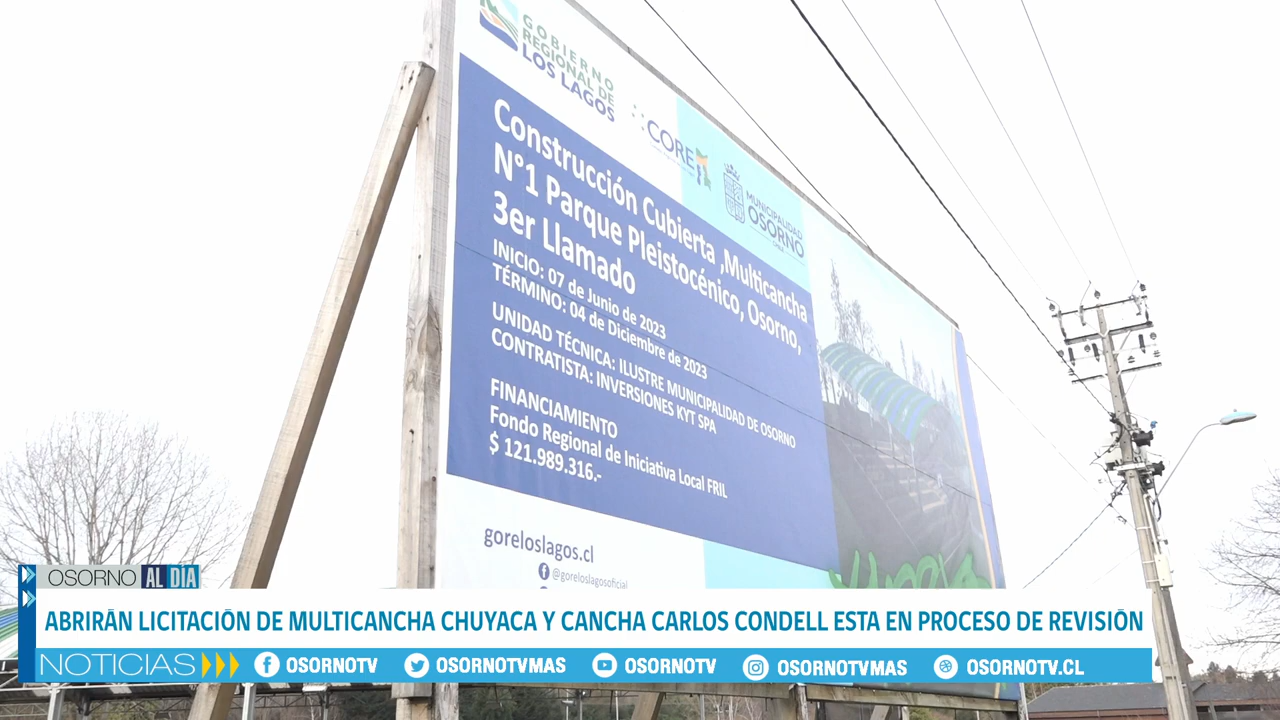 GOBIERNO
REGIONAL DE
LOS LAGOS
CORE
MUNICIPALIDAD
OSORNO
Construcción Cubierta ,Multicancha
N°1 Parque Pleistocénico, Osorno,
3er Llamado
INICIO: 07 de Junio de 2023
TÉRMINO: 04 de Diciembre de 2023
UNIDAD TÉCNICA: ILUSTRE MUNICIPALIDAD DE OSORNO
CONTRATISTA: INVERSIONES KYT SPA
FINANCIAMIENTO
Fondo Regional de Iniciativa Local FRIL
$ 121.989.316.-
goreloslagos.cl
@goreloslagosoficial
OSORNO AL DÍA
ABRIRÁN LICITACIÓN DE MULTICANCHA CHUYACA Y CANCHA CARLOS CONDELL ESTA EN PROCESO DE REVISIÓN
NOTICIAS OSORNOTV OSORNOTVMAS OSORNOTV OSORNOTVMAS OSORNOTV.CL